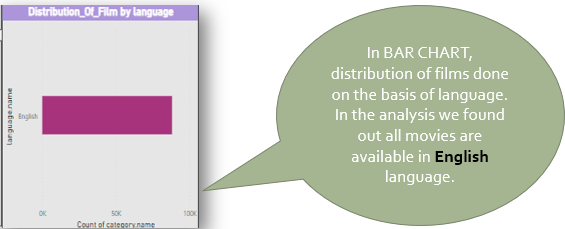 Distribution_Of_Film by language
language.name
English
0K 50K 100K
Count of category.name
In BAR CHART,
distribution of films done
on the basis of language.
In the analysis we found
out all movies are
available in English
language.